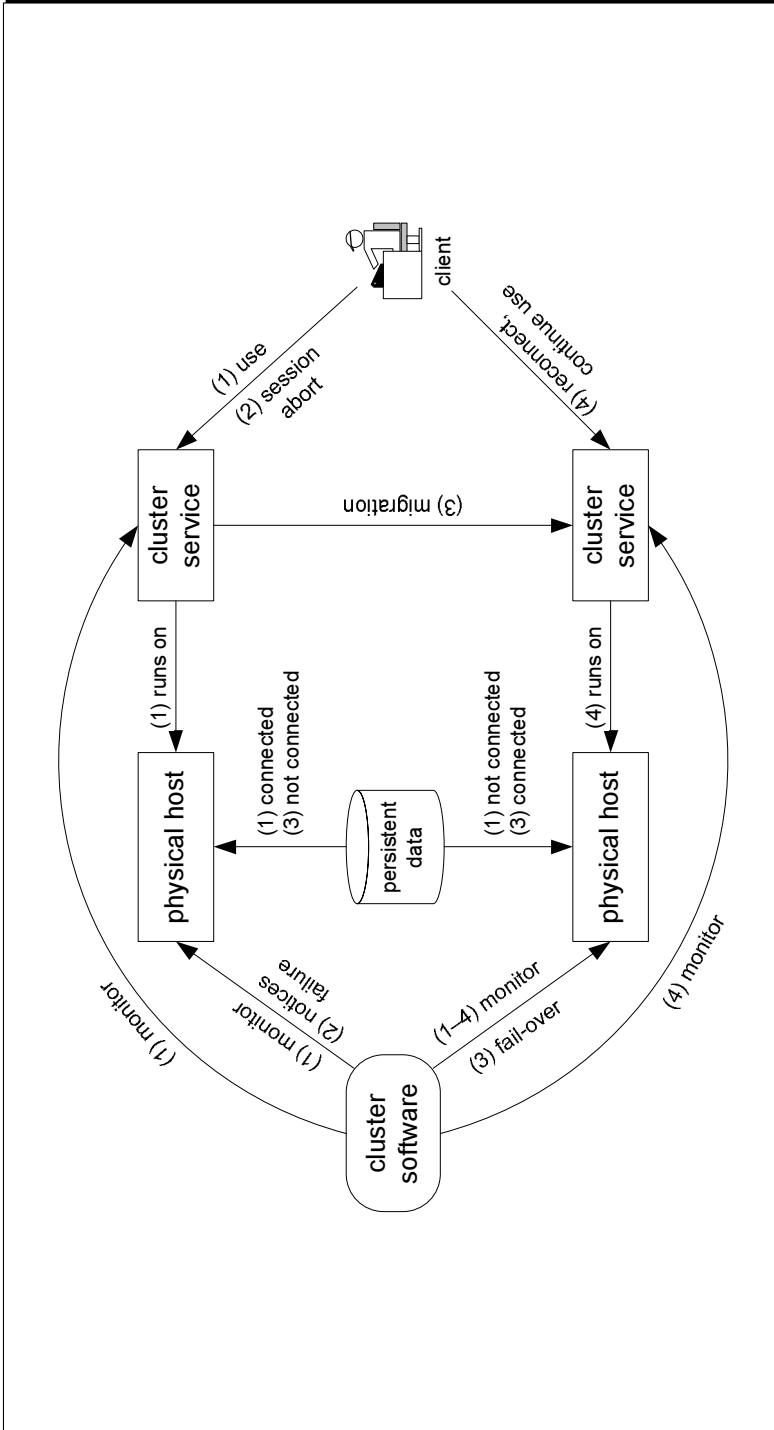 client
(1) use
(2) session
abort
(4) reconnect,
continue use
cluster
service
(3) migration
cluster
service
(1) runs on
(4) runs on
physical host
(1) connected
(3) not connected
persistent
data
(1) not connected
(3) connected
physical host
(1) monitor
(2) notices
failure
(1) monitor
(1–4) monitor
(3) fail-over
(4) monitor
cluster
software